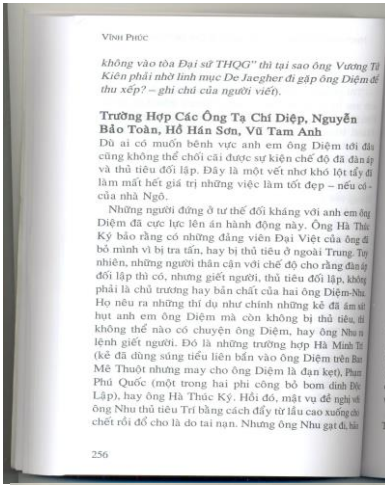 VĨNH PHÚC
không vào tòa Đại sứ THQG” thì tại sao ông Vương Tử
Kiên phải nhờ linh mục De Jaegher đi gặp ông Diệm để
thu xếp? – ghi chú của người viết).
Trường Hợp Các Ông Tạ Chí Diệp, Nguyễn
Bảo Toàn, Hồ Hán Sơn, Vũ Tam Anh
Dù ai có muốn bênh vực anh em ông Diệm tới đâu
cũng không thể chối cãi được sự kiện chế độ đã đàn áp
và thủ tiêu đối lập. Đây là một vết nhơ khó lột tẩy đi
làm mất hết giá trị những việc làm tốt đẹp – nếu có –
của nhà Ngô.
Những người đứng ở tư thế đối kháng với anh em ông
Diệm đã cực lực lên án hành động này. Ông Hà Thúc
Ký bảo rằng có những đảng viên Đại Việt của ông đi
bỏ mình vì bị tra tấn, hay bị thủ tiêu ở ngoài Trung. Tuy
nhiên, những người thân cận với chế độ cho rằng đàn áp
đối lập thì có, nhưng giết người, thủ tiêu đối lập, không
phải là chủ trương hay bản chất của hai ông Diệm-Nhu.
Họ nêu ra những thí dụ như chính những kẻ đã ám sát
hụt anh em ông Diệm mà còn không bị thủ tiêu, thì
không thể nào có chuyện ông Diệm, hay ông Nhu ra
lệnh giết người. Đó là những trường hợp Hà Minh Trí
(kẻ đã dùng súng tiểu liên bắn vào ông Diệm trên Ban
Mê Thuột nhưng may cho ông Diệm là đạn kẹt), Phạm
Phú Quốc (một trong hai phi công bỏ bom dinh Độc
Lập), hay ông Hà Thúc Ký. Hồi đó, mật vụ đề nghị với
ông Nhu thủ tiêu Trí bằng cách đẩy từ lầu cao xuống cho
chết rồi đổ cho là do tai nạn. Nhưng ông Nhu gạt đi, bảo
256